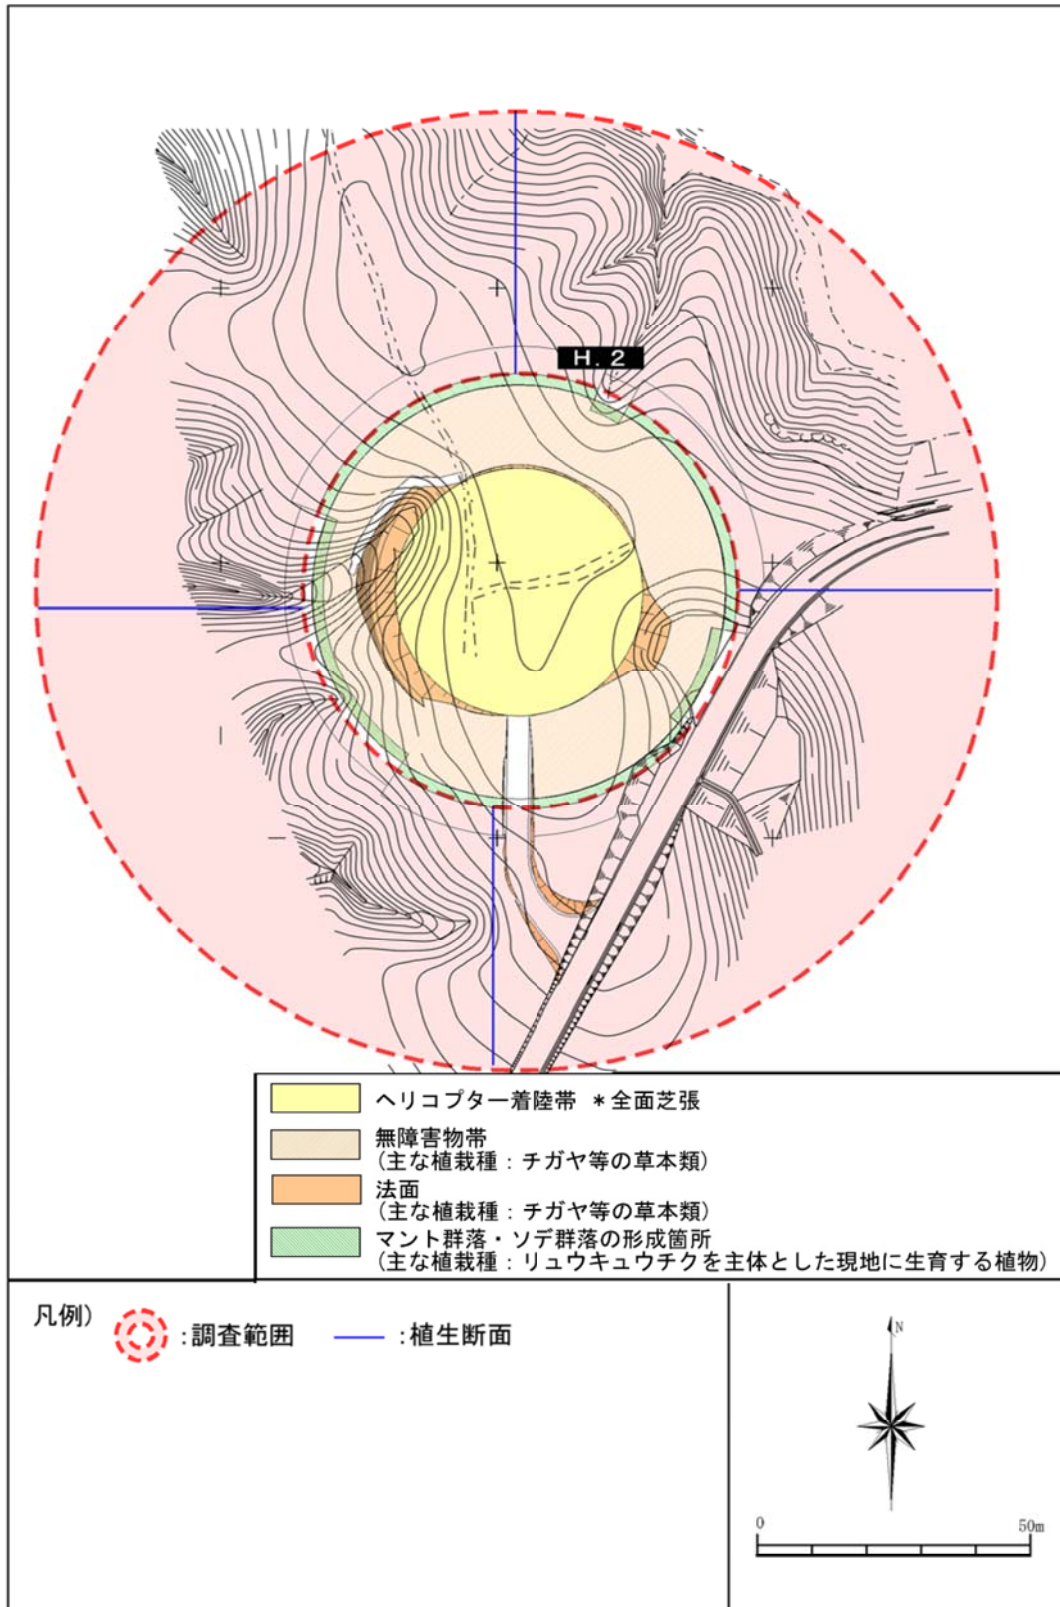 H. 2
ヘリコプター着陸帯 *全面芝張
無障害物帯
(主な植栽種：チガヤ等の草本類)
法面
(主な植栽種：チガヤ等の草本類)
マント群落・ソデ群落の形成箇所
(主な植栽種：リュウキュウチクを主体とした現地に生育する植物)
凡例)
:調査範囲
:植生断面
N
0 50m